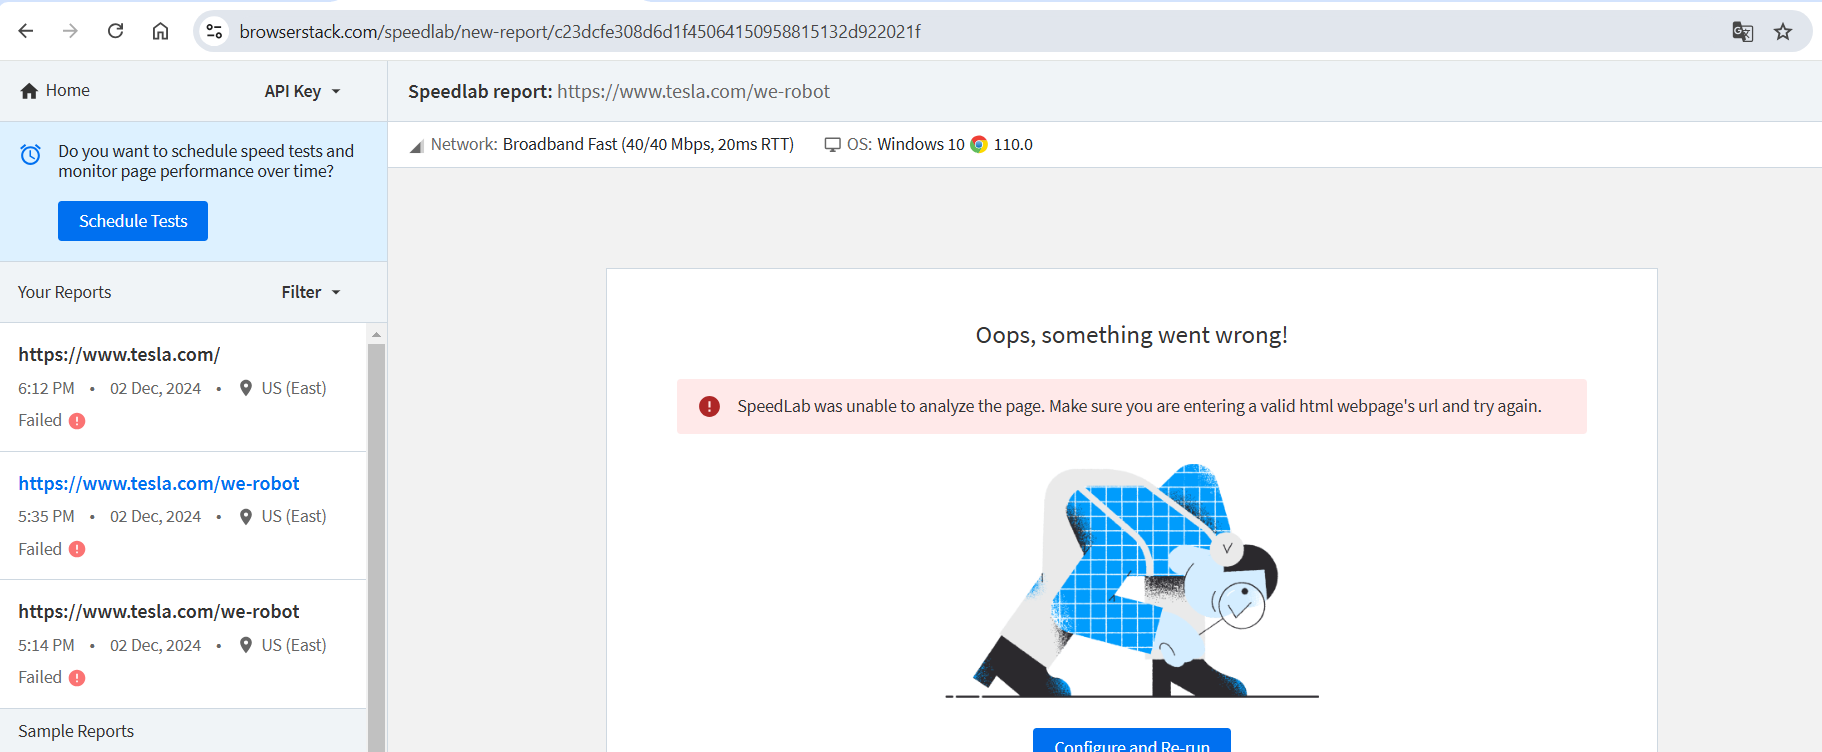 browserstack.com/speedlab/new-report/c23dcfe308d6d1f45064150958815132d922021f
Home
API Key
Speedlab report: https://www.tesla.com/we-robot
Network: Broadband Fast (40/40 Mbps, 20ms RTT)
OS: Windows 10 110.0
Do you want to schedule speed tests and
monitor page performance over time?
Schedule Tests
Your Reports
Filter
https://www.tesla.com/
6:12 PM • 02 Dec, 2024 • US (East)
Failed
https://www.tesla.com/we-robot
5:35 PM • 02 Dec, 2024 • US (East)
Failed
https://www.tesla.com/we-robot
5:14 PM • 02 Dec, 2024 • US (East)
Failed
Sample Reports
Oops, something went wrong!
SpeedLab was unable to analyze the page. Make sure you are entering a valid html webpage's url and try again.
Configure and Re-run